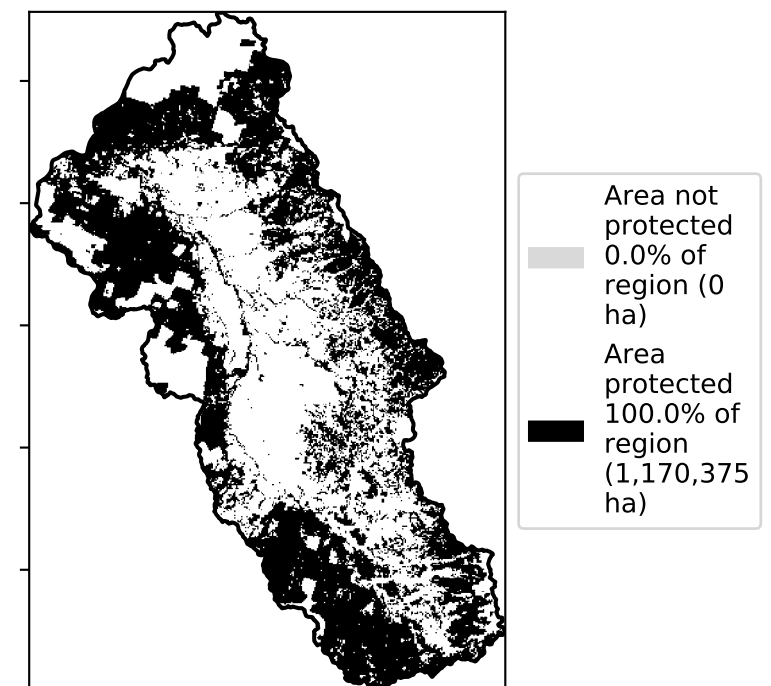 Area not
protected
0.0% of
region (0
ha)
Area
protected
100.0% of
region
(1,170,375
ha)